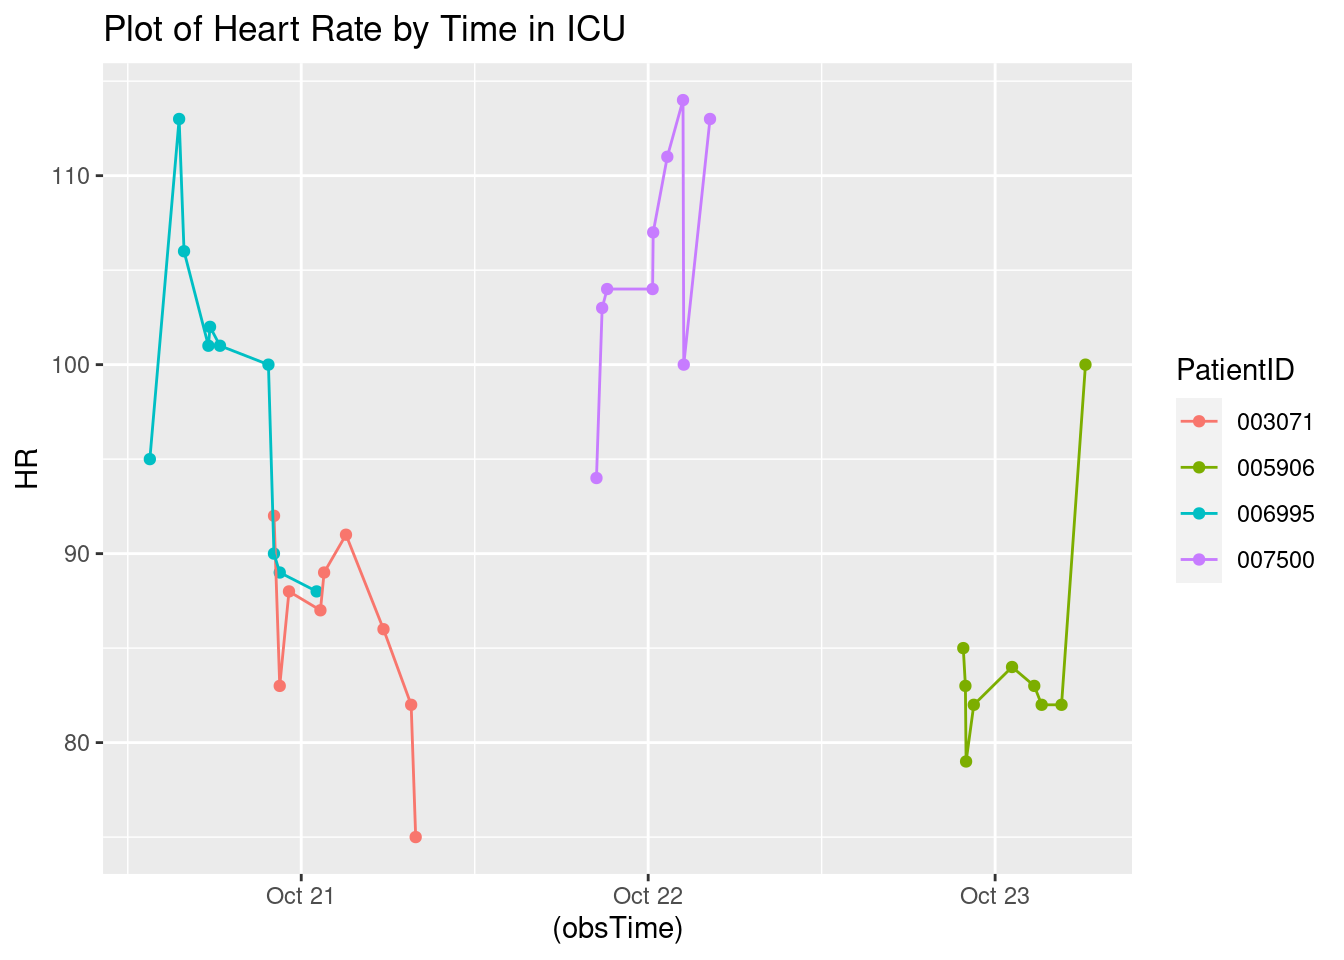 Plot of Heart Rate by Time in ICU
HR
110
100
90
80
Oct 21
Oct 22
Oct 23
(obsTime)
PatientID
003071
005906
006995
007500